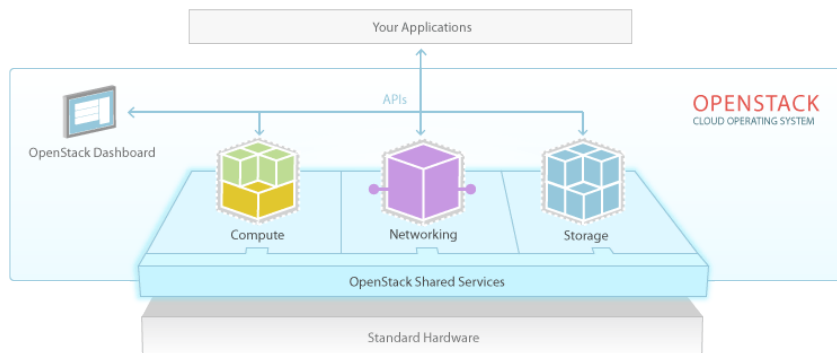 Your Applications
APIs
OPENSTACK
CLOUD OPERATING SYSTEM
OpenStack Dashboard
Compute
Networking
Storage
OpenStack Shared Services
Standard Hardware